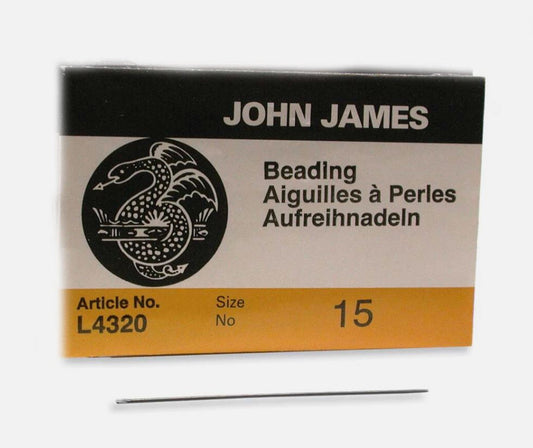 JOHN JAMES
Beading
Aiguilles à Perles
Aufreihnadeln
Article No.
L4320
Size
No
15